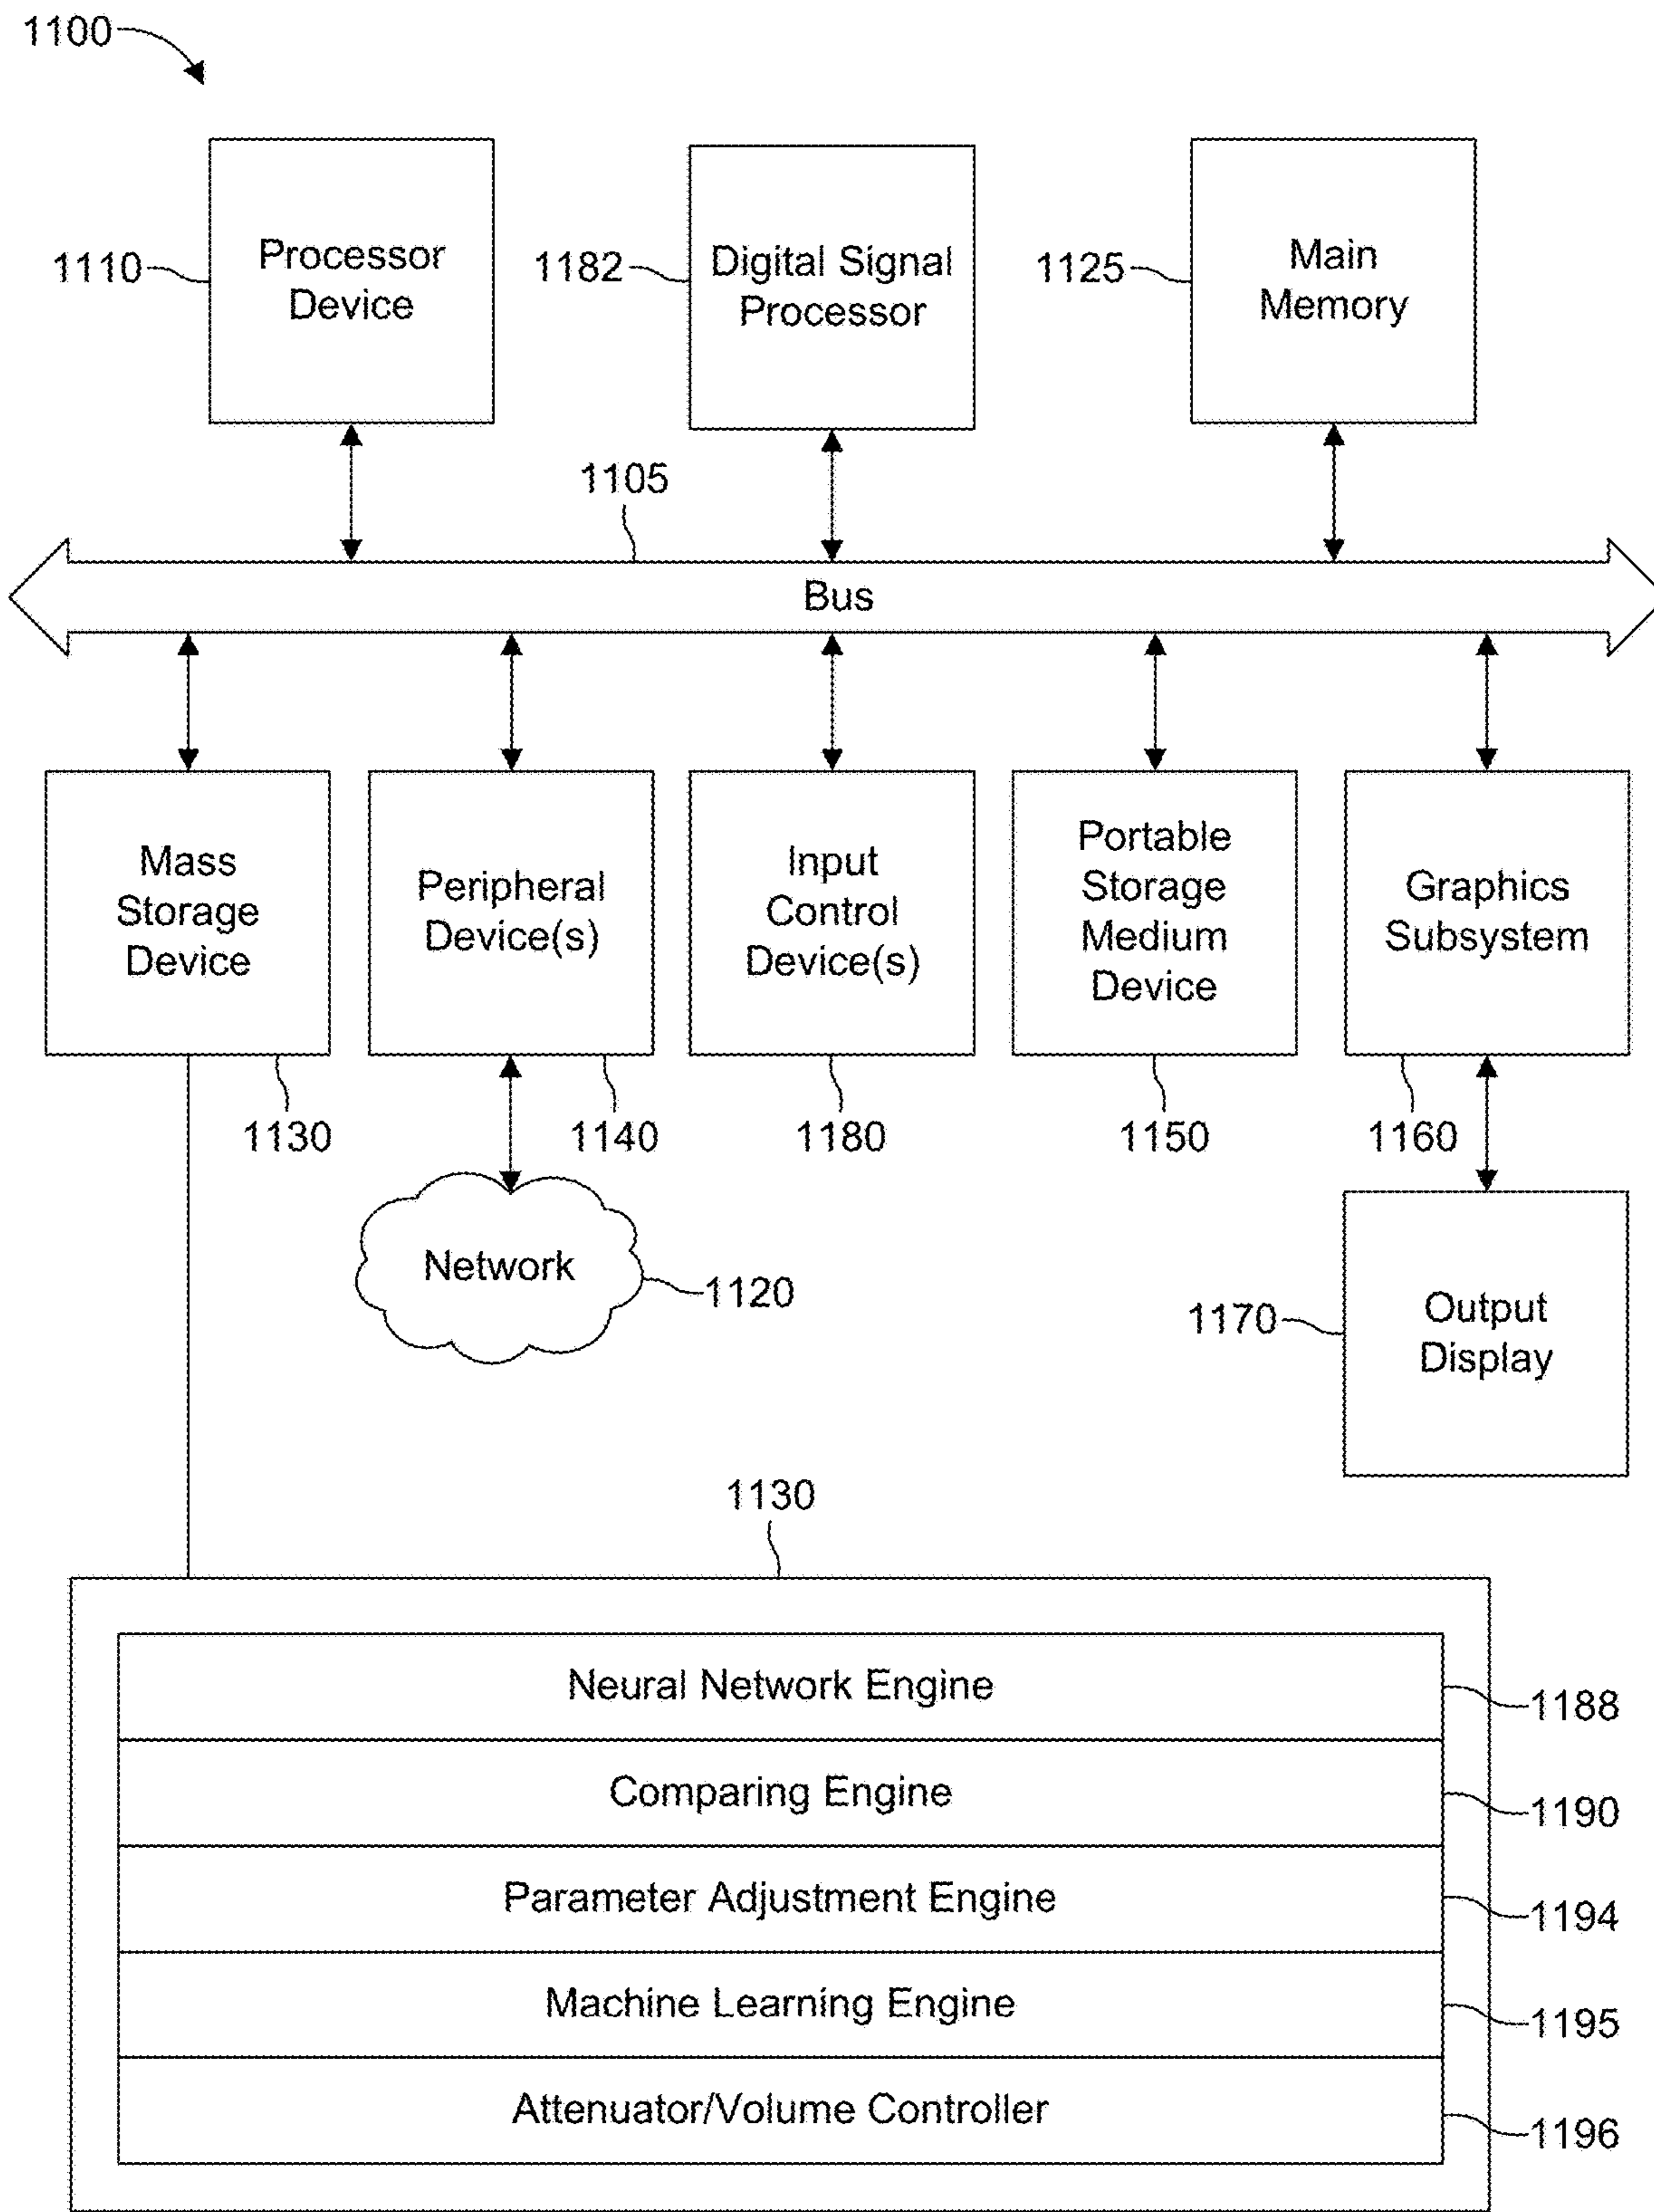 1100
Processor
Device
1110
Digital Signal
Processor
1182
Main
Memory
1125
1105
Bus
Mass
Storage
Device
Peripheral
Device(s)
Input
Control
Device(s)
Portable
Storage
Medium
Device
Graphics
Subsystem
1130
1140
1180
1150
1160
Network
1120
1170
Output
Display
1130
Neural Network Engine
1188
Comparing Engine
1190
Parameter Adjustment Engine
1194
Machine Learning Engine
1195
Attenuator/Volume Controller
1196